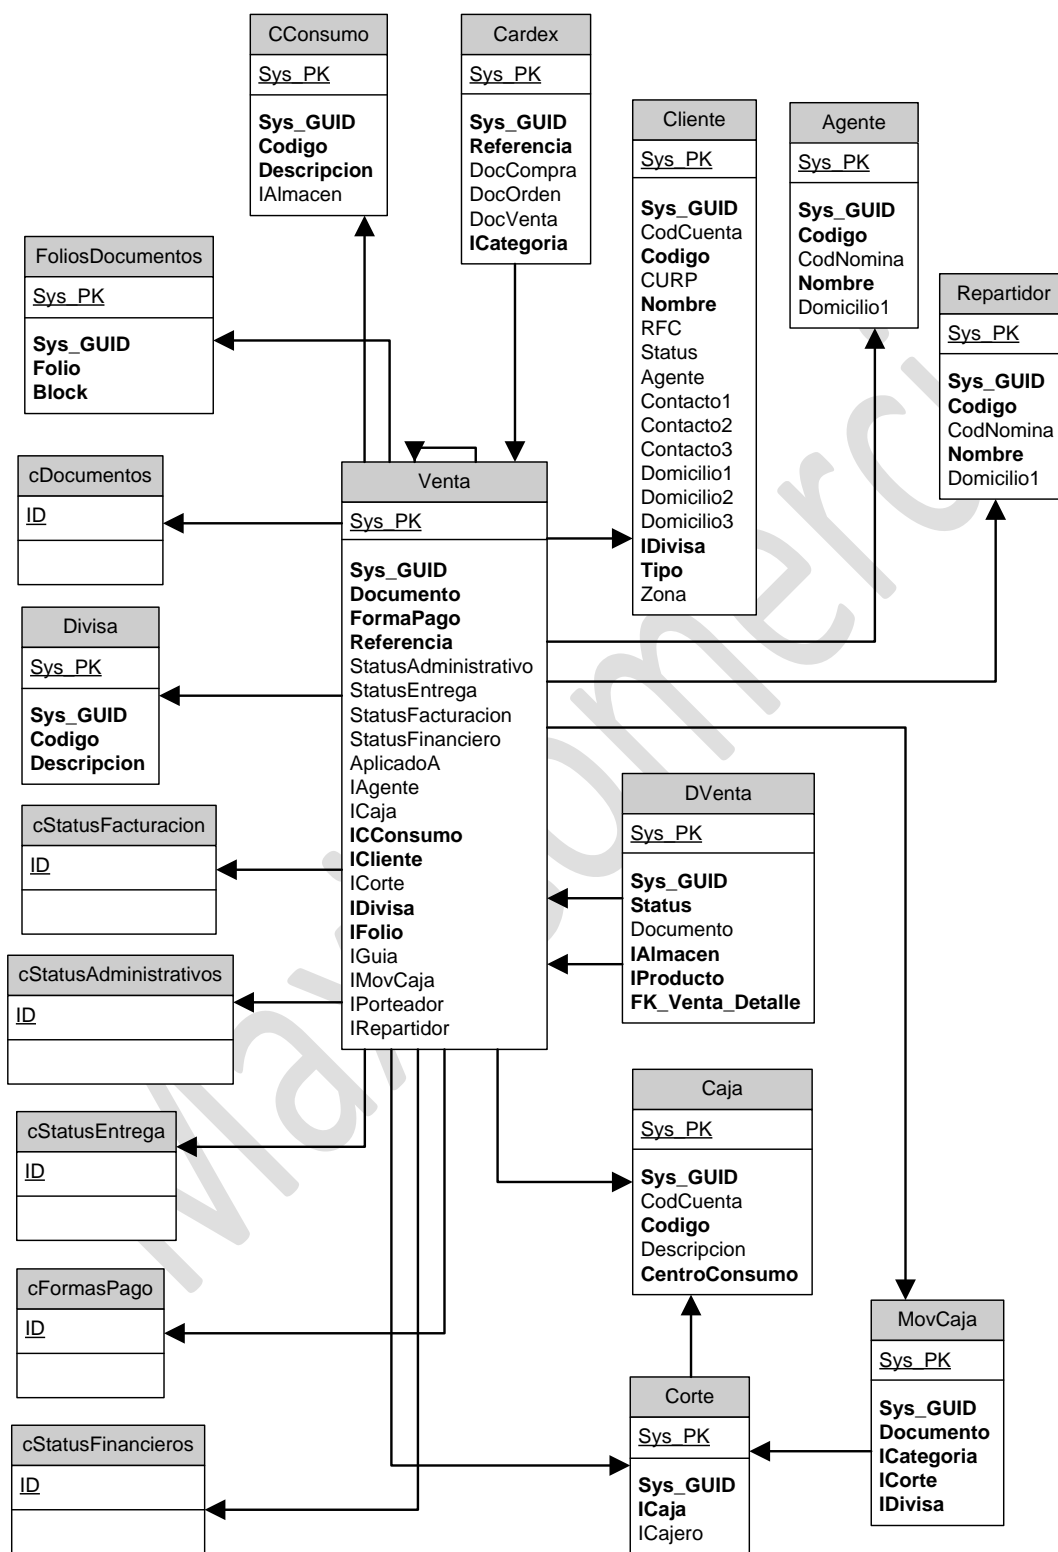 CConsumo
Sys_PK
Sys_GUID
Codigo
Descripcion
IAlmacen
Cardex
Sys_PK
Sys_GUID
Referencia
DocCompra
DocOrden
DocVenta
ICategoria
Cliente
Sys_PK
Sys_GUID
CodCuenta
Codigo
CURP
Nombre
RFC
Status
Agente
Contacto1
Contacto2
Contacto3
Domicilio1
Domicilio2
Domicilio3
IDivisa
Tipo
Zona
Agente
Sys_PK
Sys_GUID
Codigo
CodNomina
Nombre
Domicilio1
Repartidor
Sys_PK
Sys_GUID
Codigo
CodNomina
Nombre
Domicilio1
FoliosDocumentos
Sys_PK
Sys_GUID
Folio
Block
cDocumentos
ID
Divisa
Sys_PK
Sys_GUID
Codigo
Descripcion
cStatusFacturacion
ID
cStatusAdministrativos
ID
cStatusEntrega
ID
cFormasPago
ID
cStatusFinancieros
ID
Venta
Sys_PK
Sys_GUID
Documento
FormaPago
Referencia
StatusAdministrativo
StatusEntrega
StatusFacturacion
StatusFinanciero
AplicadoA
IAgente
ICaja
ICConsumo
ICliente
ICorte
IDivisa
IFolio
IGuia
IMovCaja
IPorteador
IRepartidor
DVenta
Sys_PK
Sys_GUID
Status
Documento
IAlmacen
IProducto
FK_Venta_Detalle
Caja
Sys_PK
Sys_GUID
CodCuenta
Codigo
Descripcion
CentroConsumo
MovCaja
Sys_PK
Sys_GUID
Documento
ICategoria
ICorte
IDivisa
Corte
Sys_PK
Sys_GUID
ICaja
ICajero